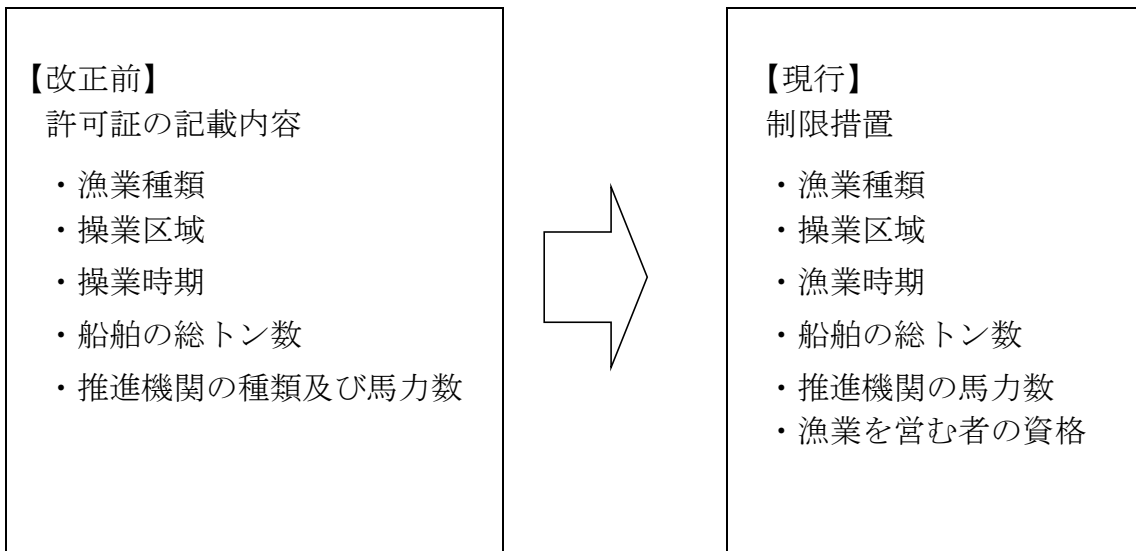 【改正前】
許可証の記載内容
・漁業種類
・操業区域
・操業時期
・船舶の総トン数
・推進機関の種類及び馬力数
【現行】
制限措置
・漁業種類
・操業区域
・漁業時期
・船舶の総トン数
・推進機関の馬力数
・漁業を営む者の資格